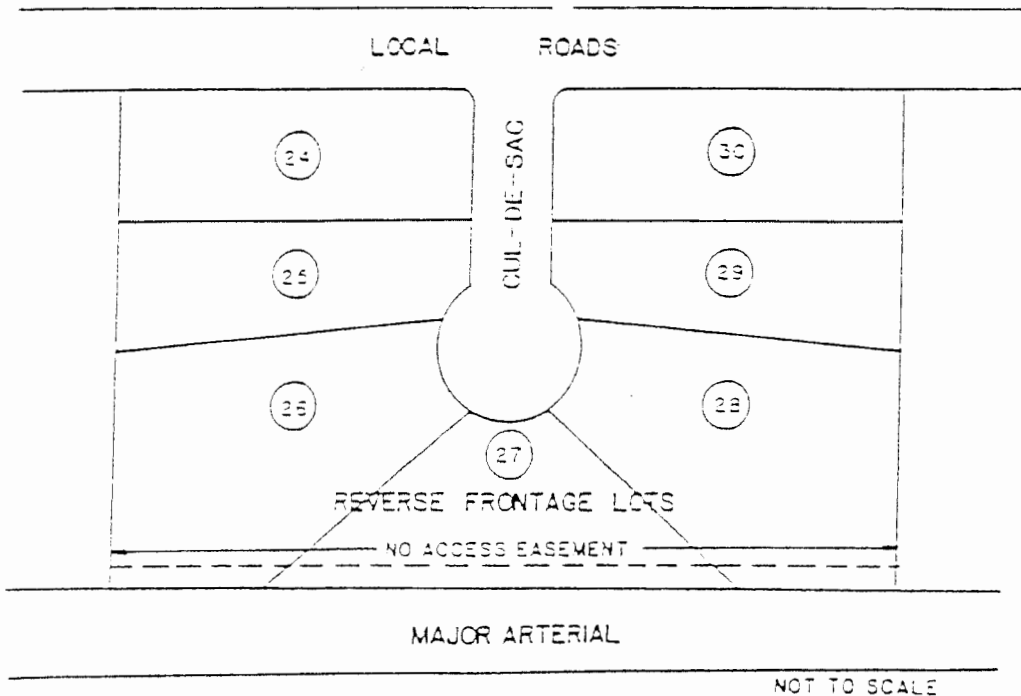 LOCAL ROADS
24
30
CUL-DE-SAC
25
29
26
28
27
REVERSE FRONTAGE LOTS
NO ACCESS EASEMENT
MAJOR ARTERIAL
NOT TO SCALE